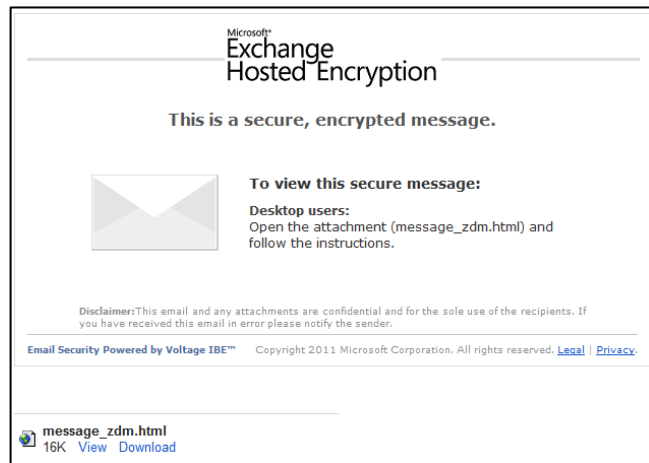 Microsoft®
Exchange
Hosted Encryption
This is a secure, encrypted message.
To view this secure message:
Desktop users:
Open the attachment (message_zdm.html) and
follow the instructions.
Disclaimer:This email and any attachments are confidential and for the sole use of the recipients. If
you have received this email in error please notify the sender.
Email Security Powered by Voltage IBE™ Copyright 2011 Microsoft Corporation. All rights reserved. Legal | Privacy.
message_zdm.html
16K View Download